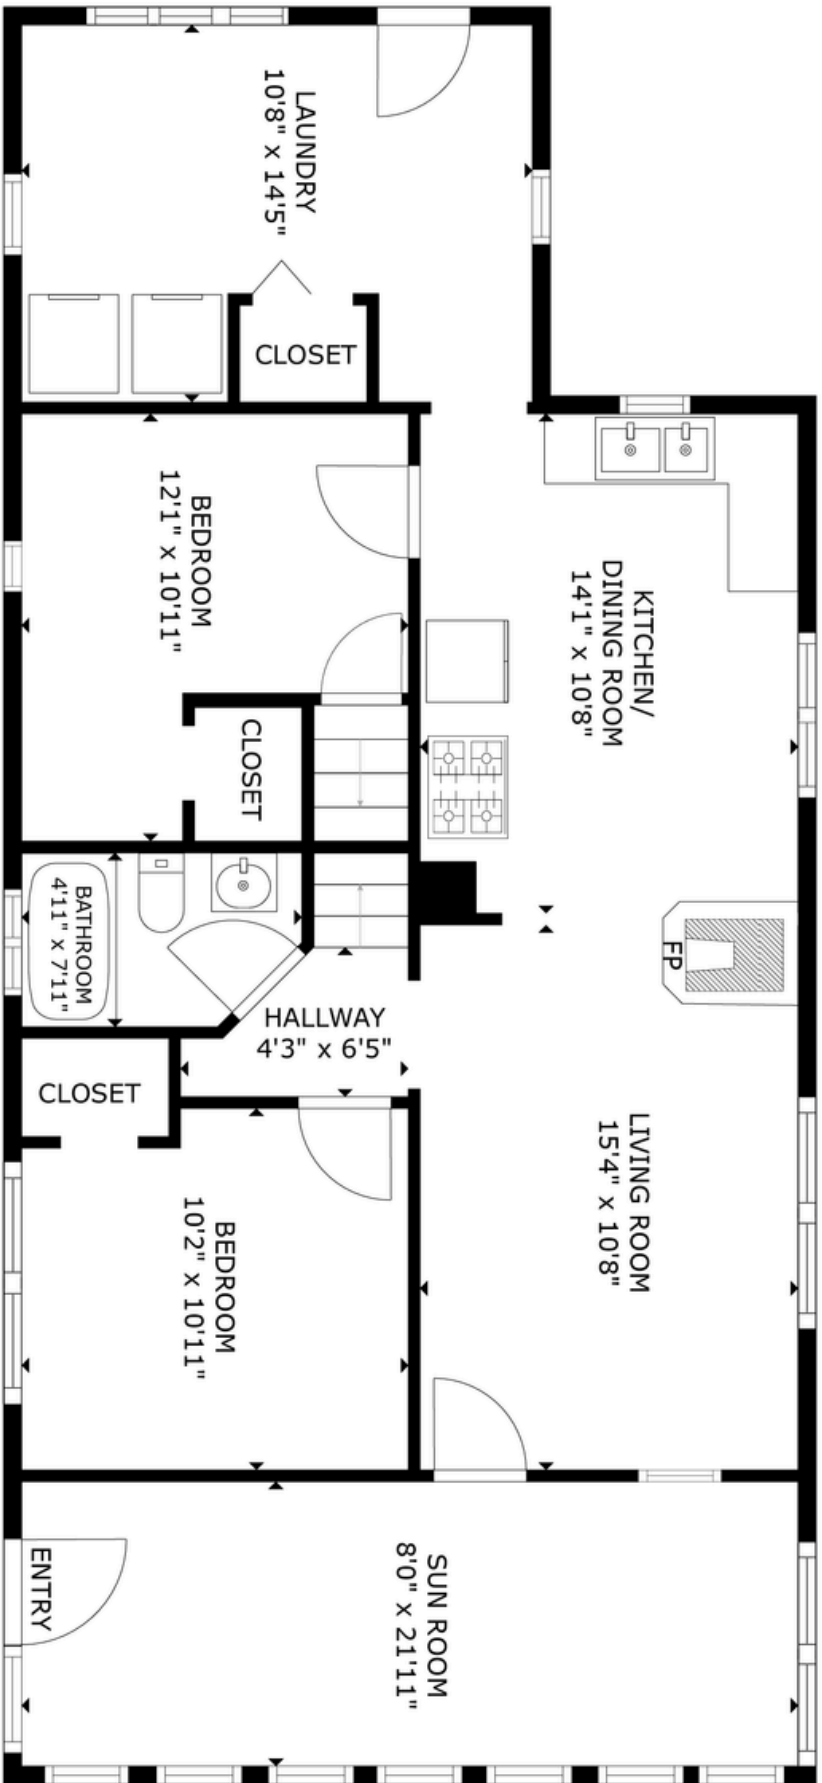 LAUNDRY
10'8" x 14'5"
CLOSET
BEDROOM
12'1" x 10'11"
KITCHEN/
DINING ROOM
14'1" x 10'8"
CLOSET
BATHROOM
4'11" x 7'11"
FP
HALLWAY
4'3" x 6'5"
CLOSET
LIVING ROOM
15'4" x 10'8"
BEDROOM
10'2" x 10'11"
ENTRY
SUN ROOM
8'0" x 21'11"